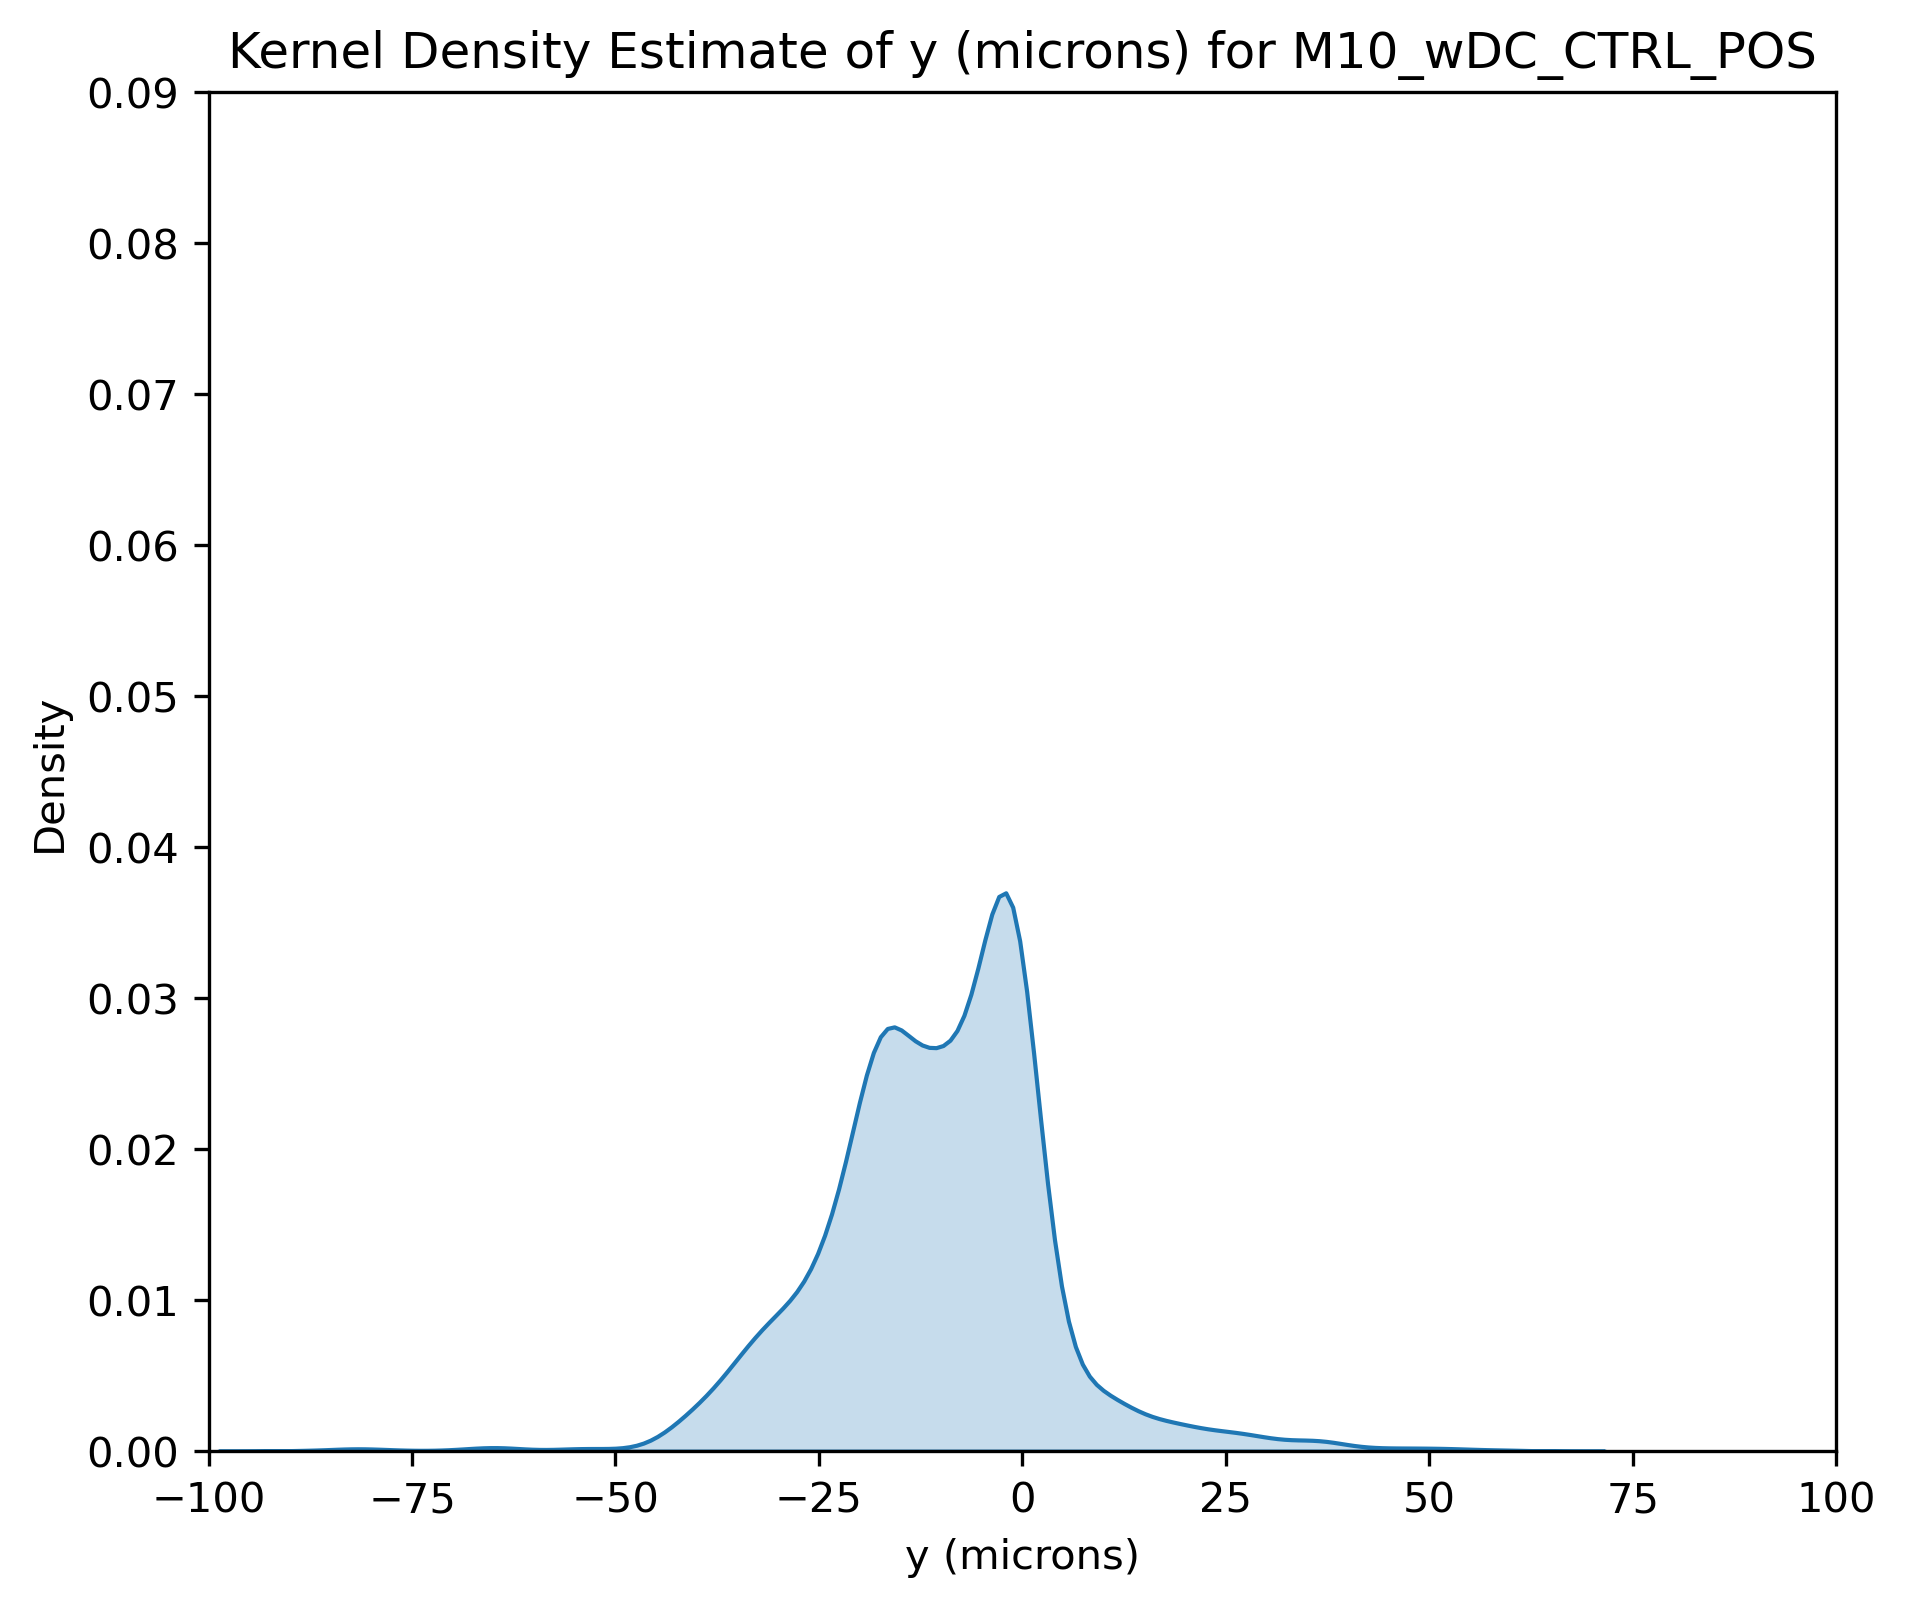 Kernel Density Estimate of y (microns) for M10_wDC_CTRL_POS
0.09
0.08
0.07
0.06
0.05
0.04
0.03
0.02
0.01
0.00
Density
−100 −75 −50 −25 0 25 50 75 100
y (microns)